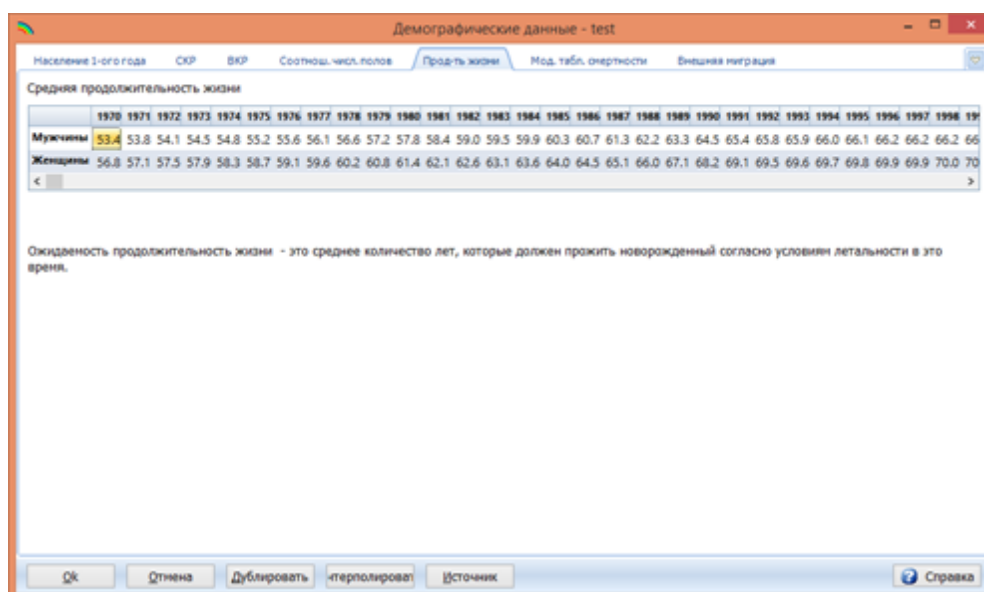 Демографические данные - test
Население 1-ого года СКР ВКР Соотнош. числ. полов Прод-ть жизни Мод. табл. смертности Внешняя миграция
Средняя продолжительность жизни
1970 1971 1972 1973 1974 1975 1976 1977 1978 1979 1980 1981 1982 1983 1984 1985 1986 1987 1988 1989 1990 1991 1992 1993 1994 1995 1996 1997 1998 19
Мужчины 53.4 53.8 54.1 54.5 54.8 55.2 55.6 56.1 56.6 57.2 57.8 58.4 59.0 59.5 59.9 60.3 60.7 61.3 62.2 63.3 64.5 65.4 65.8 65.9 66.0 66.1 66.2 66.2 66.2 66
Женщины 56.8 57.1 57.5 57.9 58.3 58.7 59.1 59.6 60.2 60.8 61.4 62.1 62.6 63.1 63.6 64.0 64.5 65.1 66.0 67.1 68.2 69.1 69.5 69.6 69.7 69.8 69.9 69.9 70.0 70
Ожидаеность продолжительность жизни - это среднее количество лет, которые должен прожить новорожденный согласно условиям летальности в это
время.
Ok Отмена Дублировать нтерполироват Источник Справка